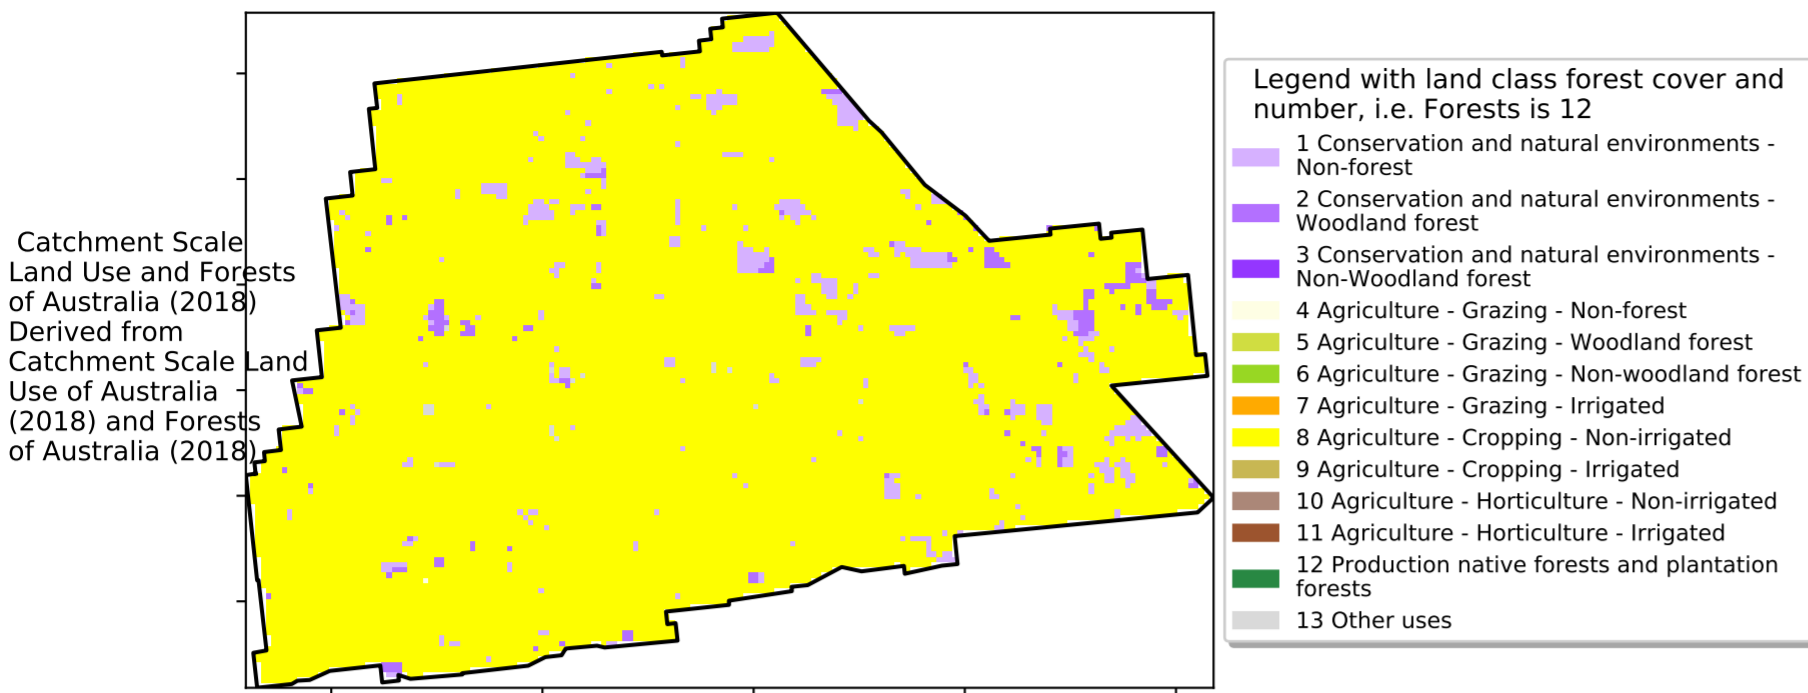 Catchment Scale
Land Use and Forests
of Australia (2018)
Derived from
Catchment Scale Land
Use of Australia
(2018) and Forests
of Australia (2018)
Legend with land class forest cover and
number, i.e. Forests is 12
1 Conservation and natural environments -
Non-forest
2 Conservation and natural environments -
Woodland forest
3 Conservation and natural environments -
Non-Woodland forest
4 Agriculture - Grazing - Non-forest
5 Agriculture - Grazing - Woodland forest
6 Agriculture - Grazing - Non-woodland forest
7 Agriculture - Grazing - Irrigated
8 Agriculture - Cropping - Non-irrigated
9 Agriculture - Cropping - Irrigated
10 Agriculture - Horticulture - Non-irrigated
11 Agriculture - Horticulture - Irrigated
12 Production native forests and plantation
forests
13 Other uses